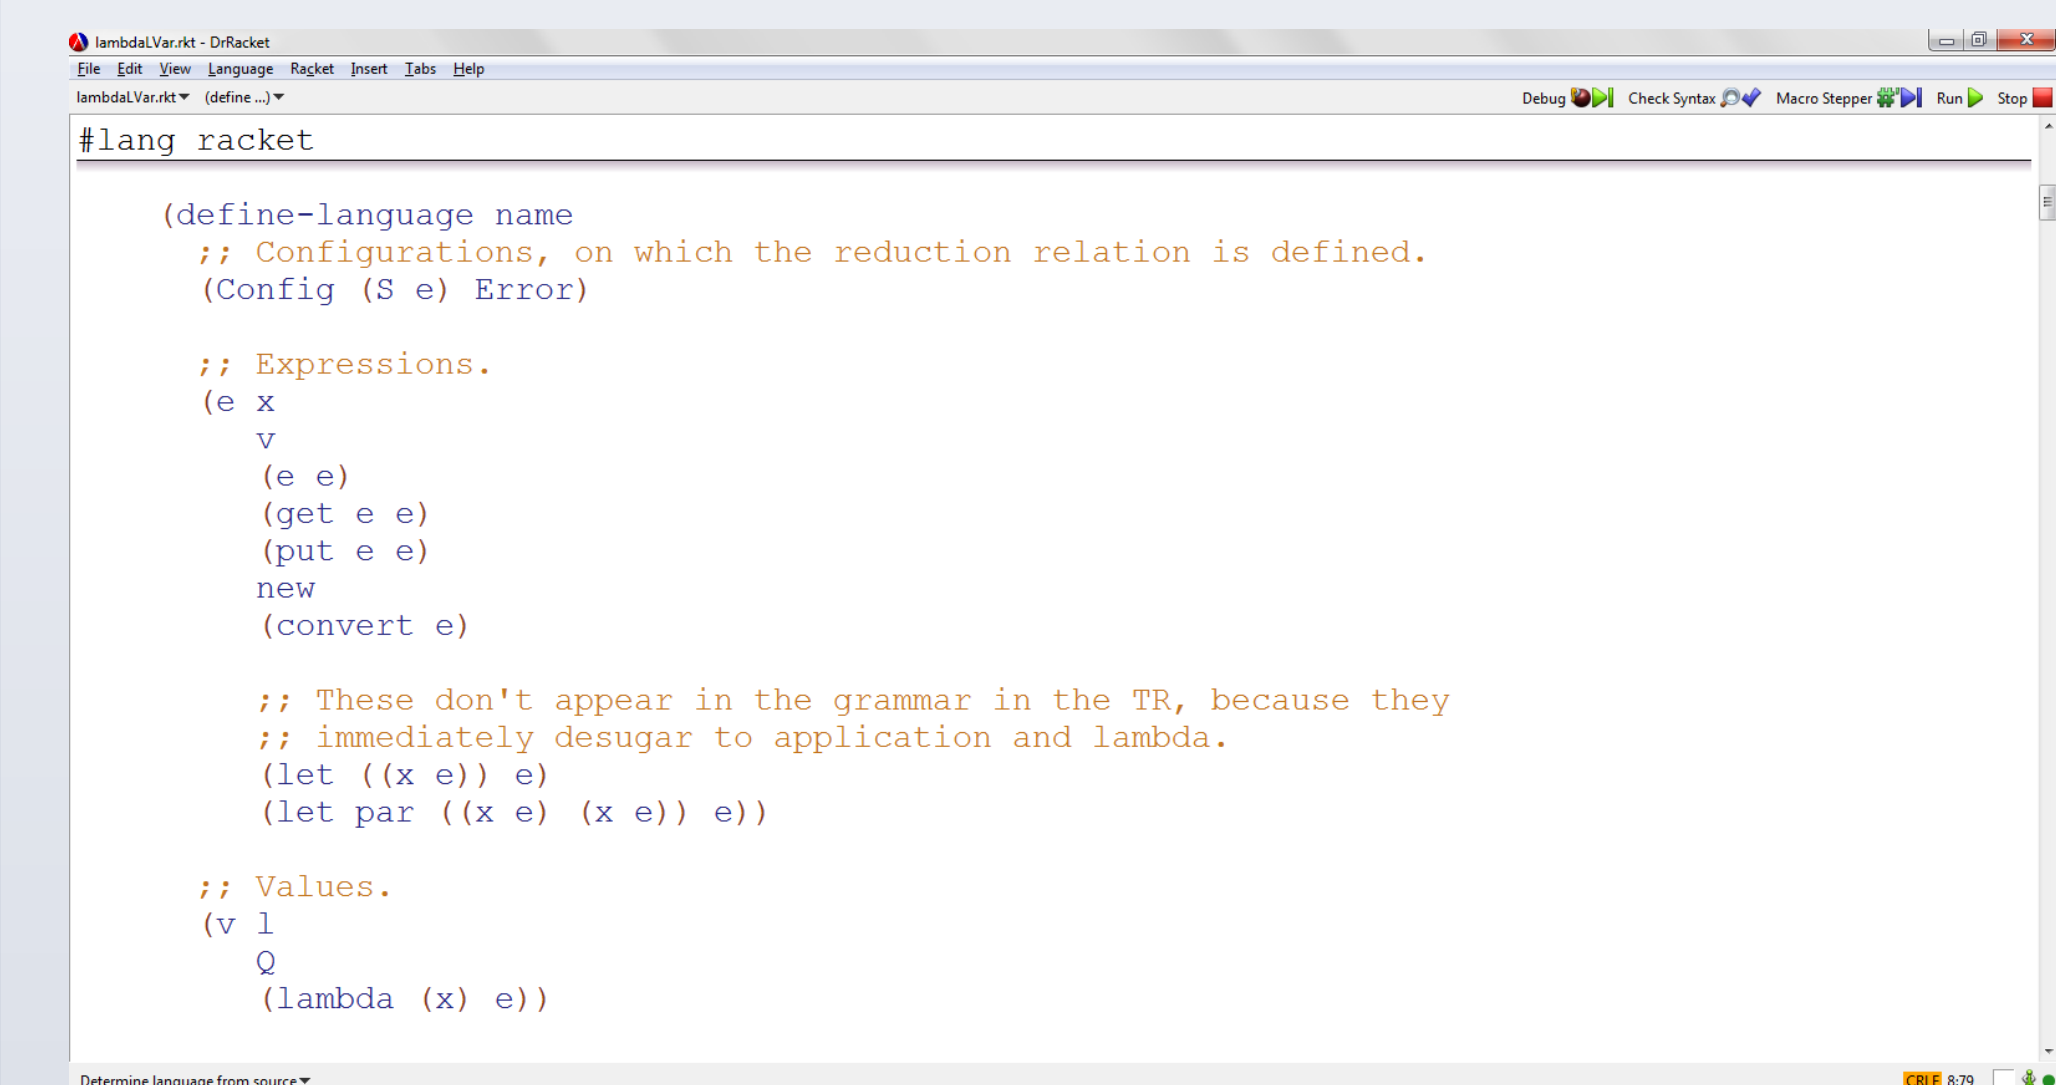 lambdaLVar.rkt - DrRacket
File Edit View Language Racket Insert Tabs Help
lambdaLVar.rkt (define ...) Debug Check Syntax Macro Stepper Run Stop
#lang racket
(define-language name
;; Configurations, on which the reduction relation is defined.
(Config (S e) Error)
;; Expressions.
(e x
v
(e e)
(get e e)
(put e e)
new
(convert e)
;; These don't appear in the grammar in the TR, because they
;; immediately desugar to application and lambda.
(let ((x e)) e)
(let par ((x e) (x e)) e))
;; Values.
(v l
Q
(lambda (x) e))
Determine language from source CRLF 8:79